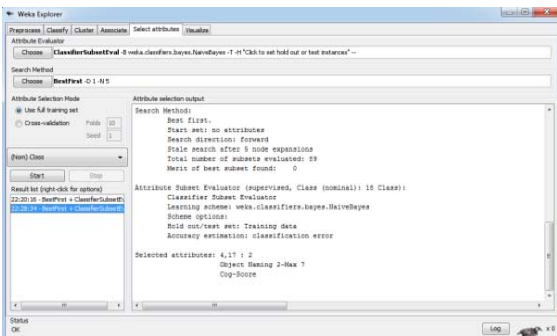 Weka Explorer
Preprocess Classify Cluster Associate Select attributes Visualize
Attribute Evaluator
Choose ClassifierSubsetEval -B weka.classifiers.bayes.NaiveBayes -T -H "Click to set hold out or test instances" --
Search Method
Choose BestFirst -D 1 -N 5
Attribute Selection Mode
Use full training set
Cross-validation Folds 10
Seed 1
(Nom) Class
Start Stop
Result list (right-click for options)
22:20:16 - BestFirst + ClassifierSubsetEv
22:28:34 - BestFirst + ClassifierSubsetEv
Attribute selection output
Search Method:
Best first.
Start set: no attributes
Search direction: forward
Stale search after 5 node expansions
Total number of subsets evaluated: 89
Merit of best subset found: 0
Attribute Subset Evaluator (supervised, Class (nominal): 18 Class):
Classifier Subset Evaluator
Learning scheme: weka.classifiers.bayes.NaiveBayes
Scheme options:
Hold out/test set: Training data
Accuracy estimation: classification error
Selected attributes: 4,17 : 2
Object Naming 2-Max 7
Cog-Score
Status
OK
Log
x 0